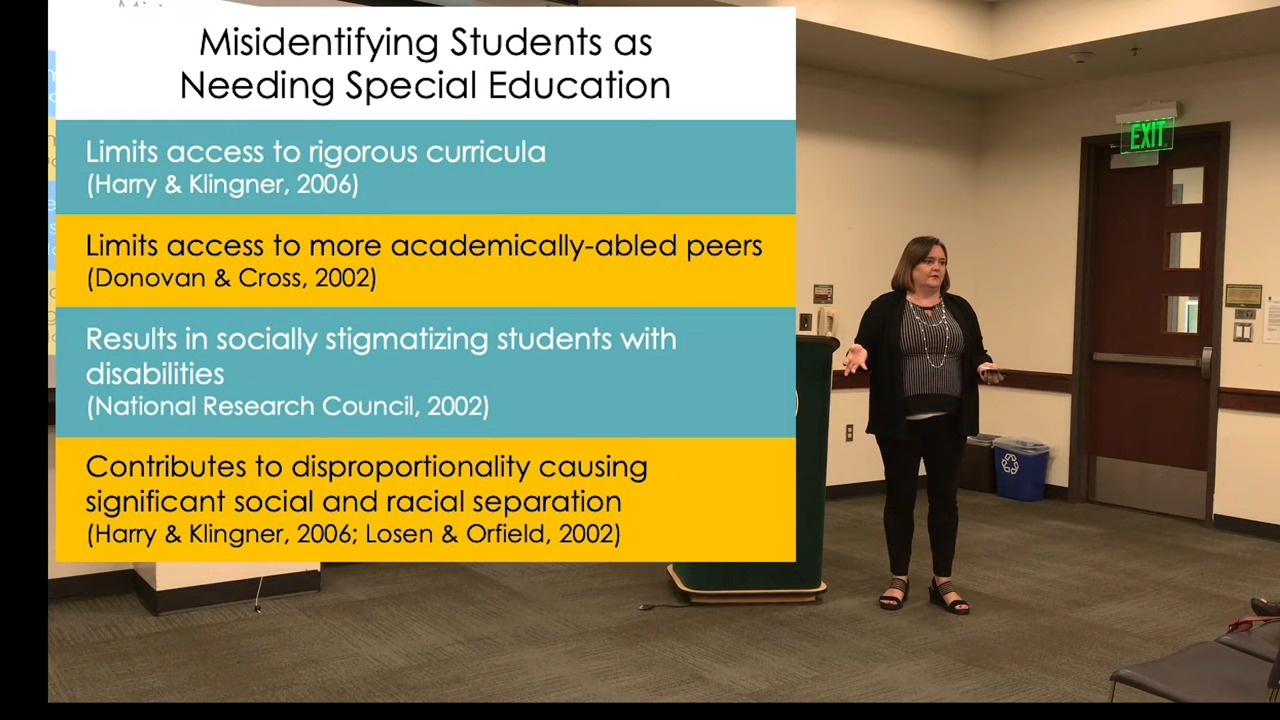 Misidentifying Students as
Needing Special Education
Limits access to rigorous curricula
(Harry & Klingner, 2006)
Limits access to more academically-abled peers
(Donovan & Cross, 2002)
Results in socially stigmatizing students with
disabilities
(National Research Council, 2002)
Contributes to disproportionality causing
significant social and racial separation
(Harry & Klingner, 2006; Losen & Orfield, 2002)
EXIT